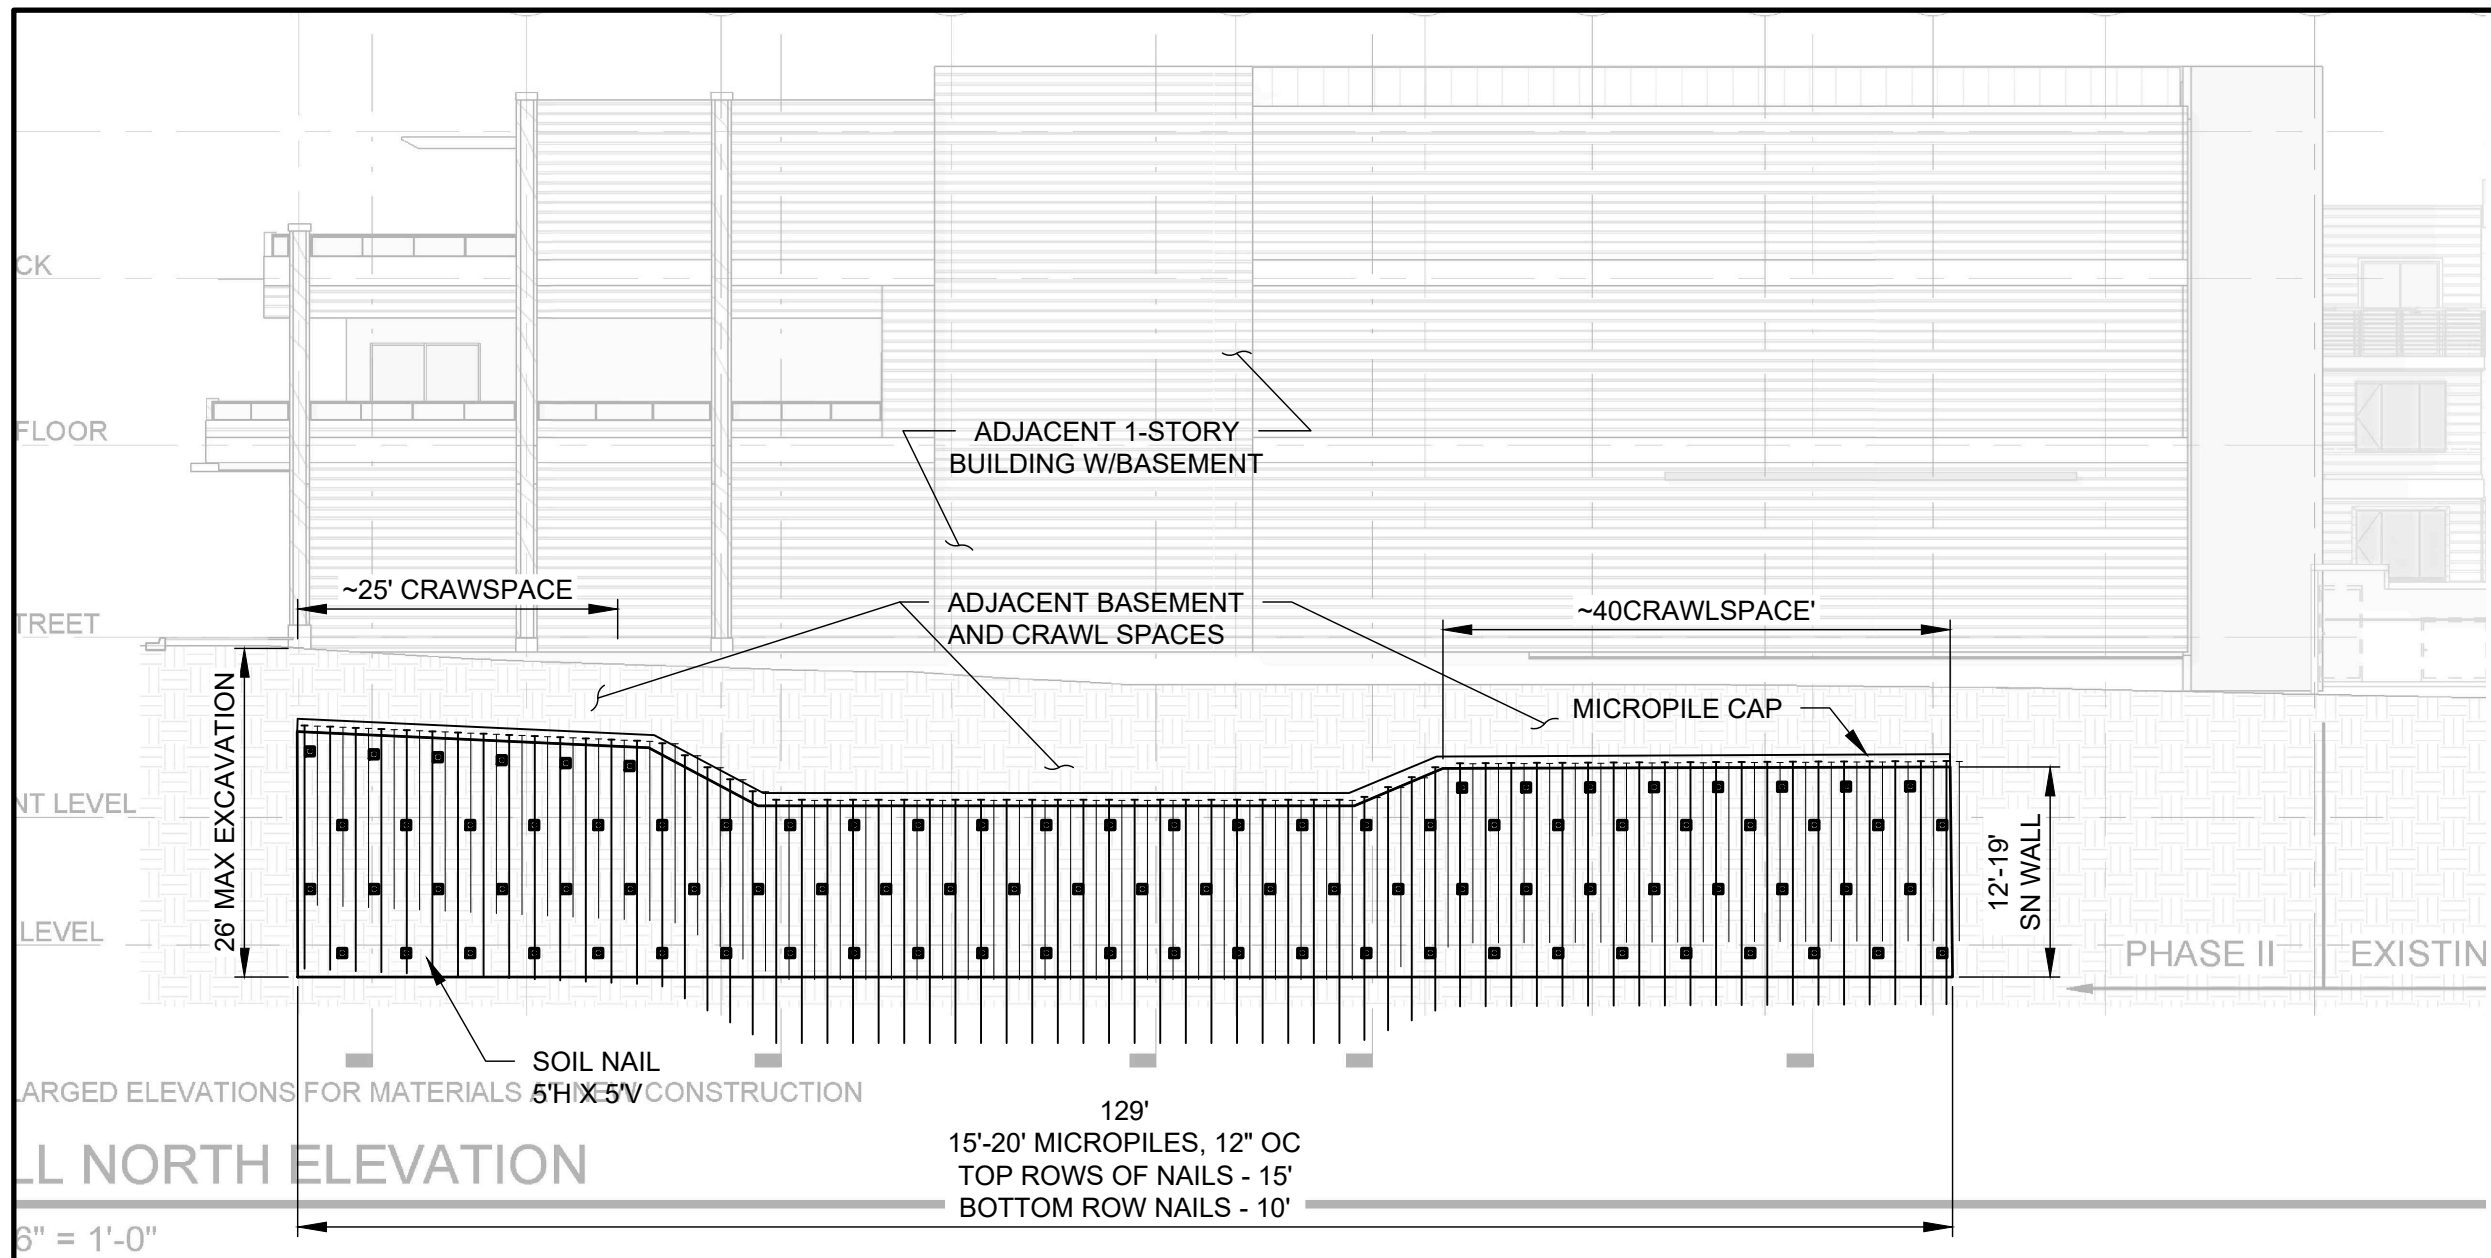 CK
FLOOR
ADJACENT 1-STORY
BUILDING W/BASEMENT
~25' CRAWSPACE
ADJACENT BASEMENT
AND CRAWL SPACES
~40CRAWLSPACE'
TREET
26' MAX EXCAVATION
MICROPILE CAP
NT LEVEL
12'-19'
SN WALL
LEVEL
PHASE II
EXISTIN
SOIL NAIL
5'H X 5'V
LARGED ELEVATIONS FOR MATERIALS AT NEW CONSTRUCTION
129'
15'-20' MICROPILES, 12" OC
TOP ROWS OF NAILS - 15'
BOTTOM ROW NAILS - 10'
LL NORTH ELEVATION
6" = 1'-0"